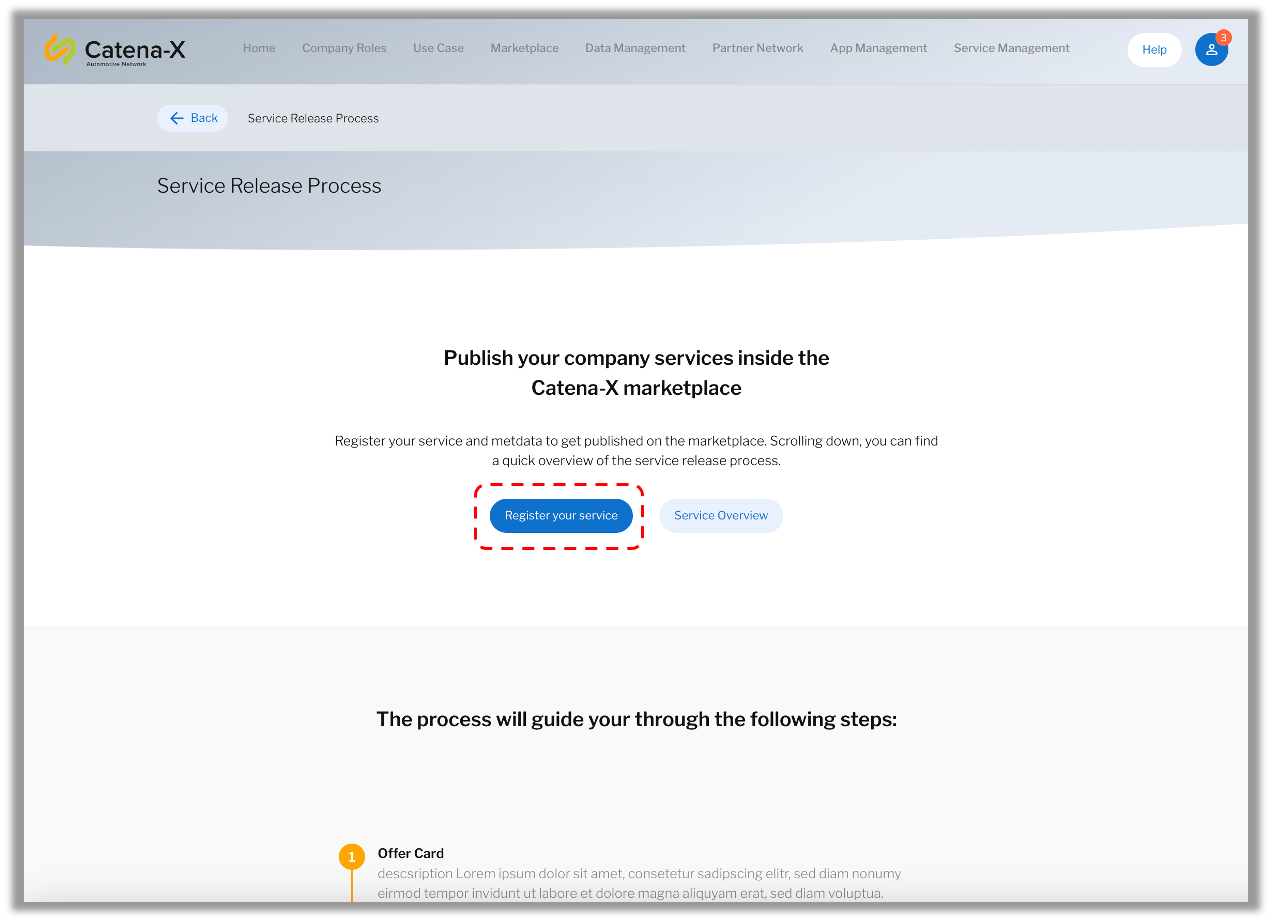 Catena-X
Automotive Network
Home Company Roles Use Case Marketplace Data Management Partner Network App Management Service Management
Help
3
Back
Service Release Process
Service Release Process
Publish your company services inside the
Catena-X marketplace
Register your service and metdata to get published on the marketplace. Scrolling down, you can find
a quick overview of the service release process.
Register your service
Service Overview
The process will guide your through the following steps:
1
Offer Card
descsription Lorem ipsum dolor sit amet, consetetur sadipscing elitr, sed diam nonumy
eirmod tempor invidunt ut labore et dolore magna aliquyam erat, sed diam voluptua.